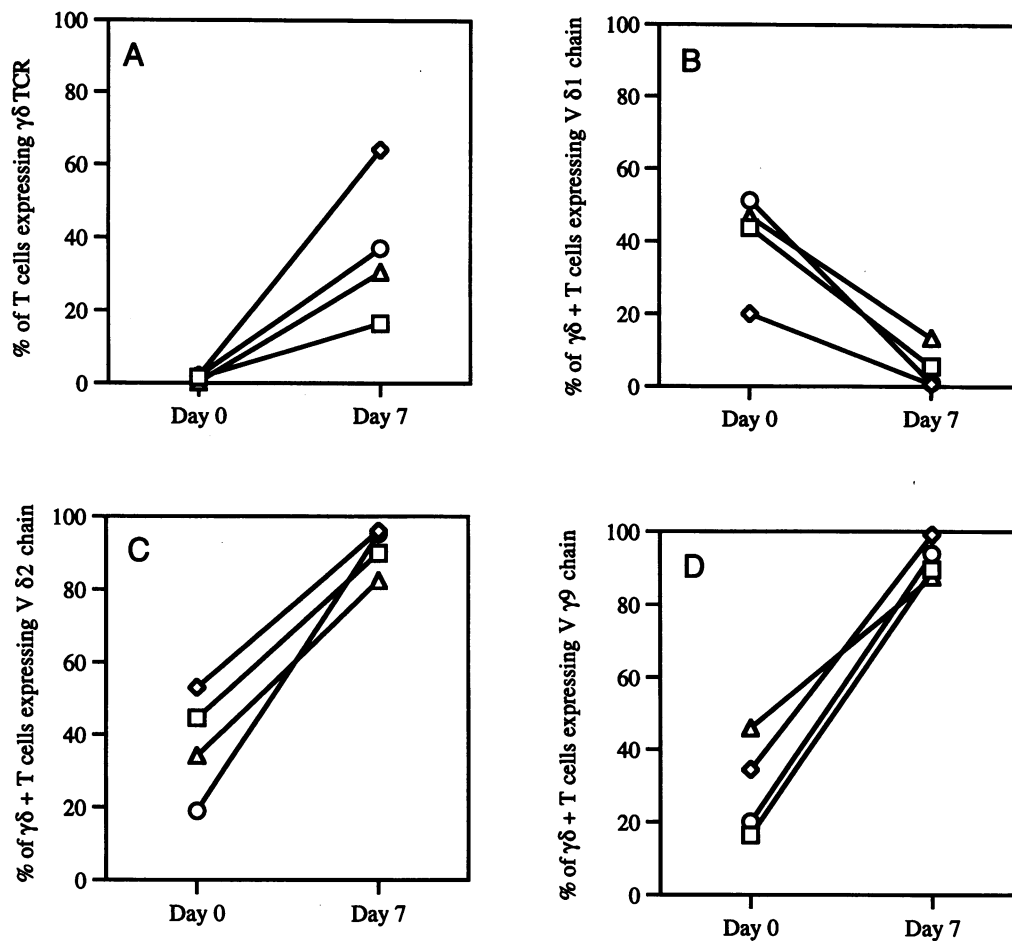 A
% of T cells expressing γδ TCR
100
80
60
40
20
0
Day 0
Day 7
B
% of γδ + T cells expressing V δ1 chain
100
80
60
40
20
0
Day 0
Day 7
C
% of γδ + T cells expressing V δ2 chain
100
80
60
40
20
0
Day 0
Day 7
D
% of γδ + T cells expressing V γ9 chain
100
80
60
40
20
0
Day 0
Day 7